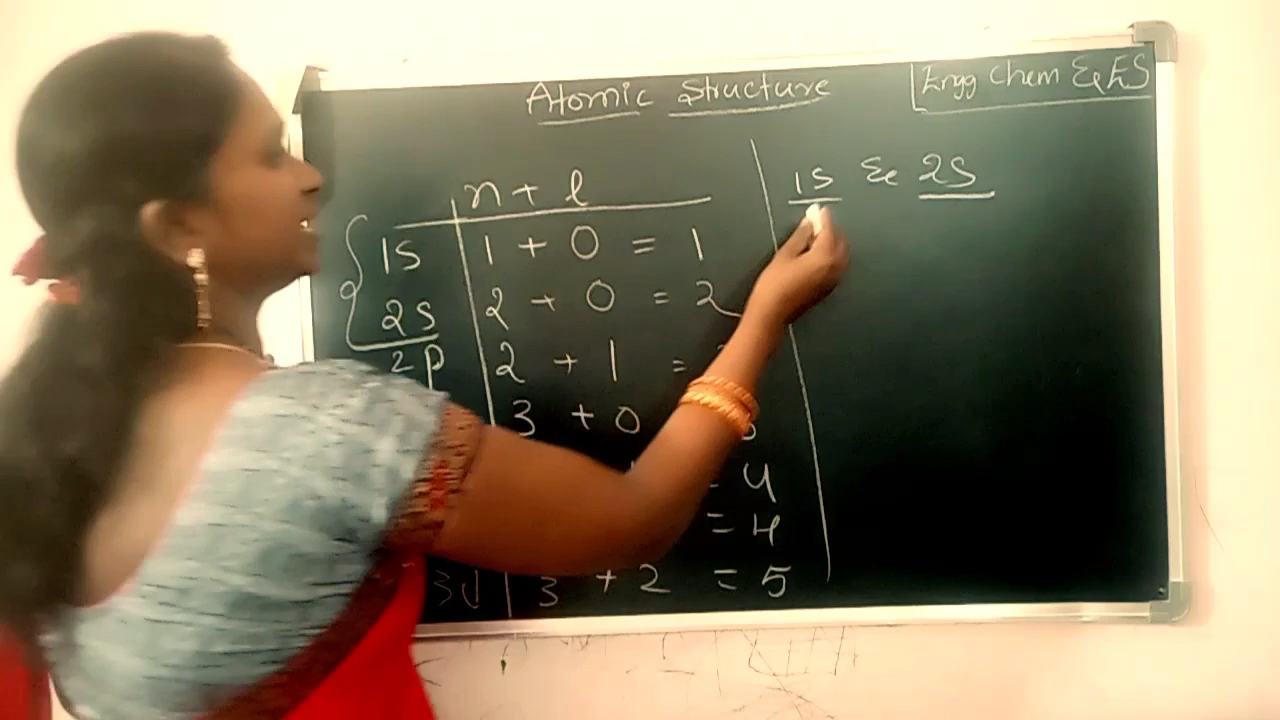 Atomic Structure
Engg Chem & ES
n + l
1S 1 + 0 = 1
2S 2 + 0 = 2
2p 2 + 1 =
3 + 0
= 4
= 4
3d 3 + 2 = 5
1S & 2S